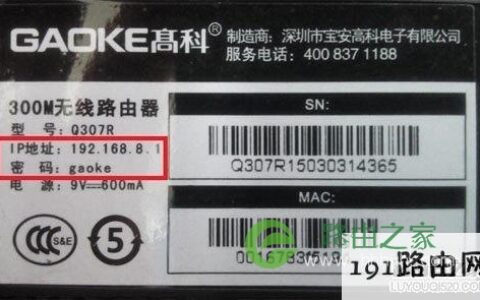 GAOKE高科®
制造商：深圳市宝安高科电子有限公司
服务电话：400 837 1188
300M无线路由器
型 号：Q307R
IP地址：192.168.8.1
密 码：gaoke
电 源：9V⎓600mA
SN:
Q307R15030314365
MAC:
S&E
5
路由之家
191路由网